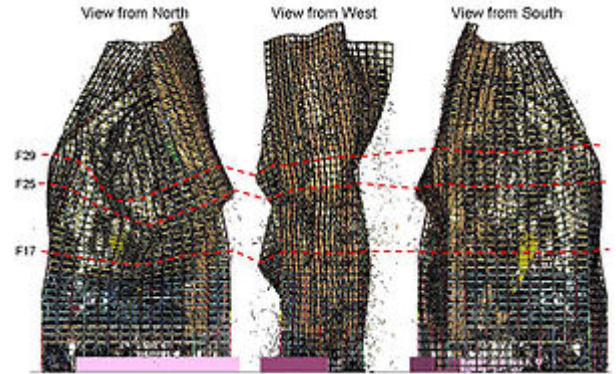 View from North
View from West
View from South
F29
F25
F17